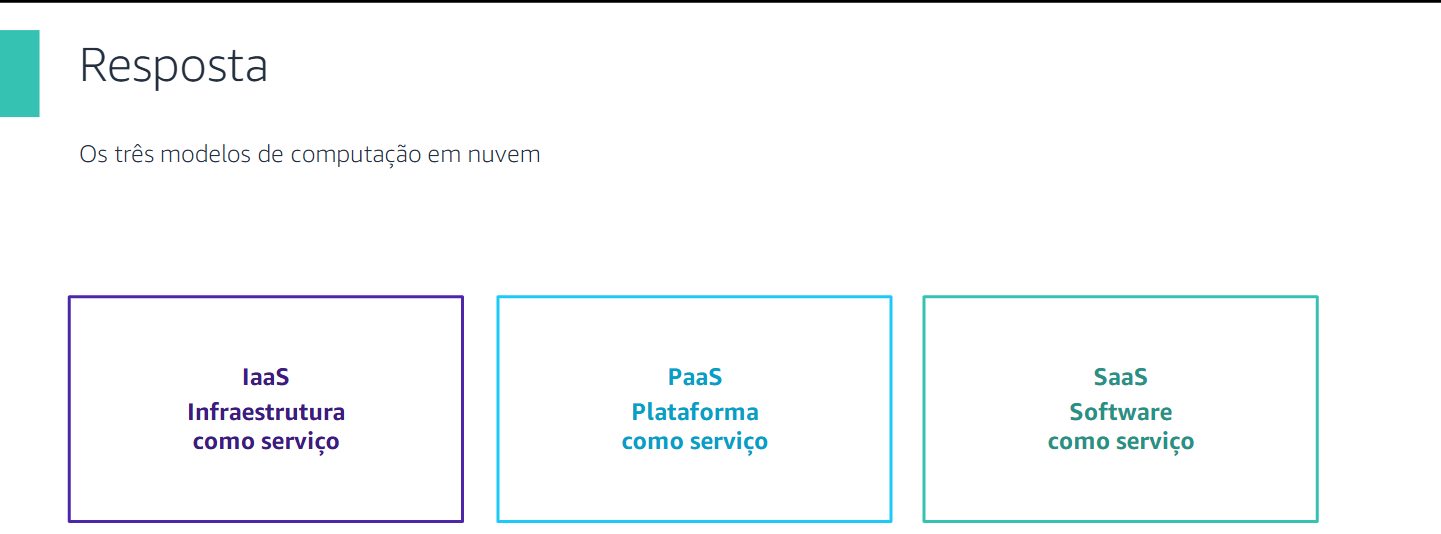 Resposta
Os três modelos de computação em nuvem
IaaS
Infraestrutura
como serviço
PaaS
Plataforma
como serviço
SaaS
Software
como serviço